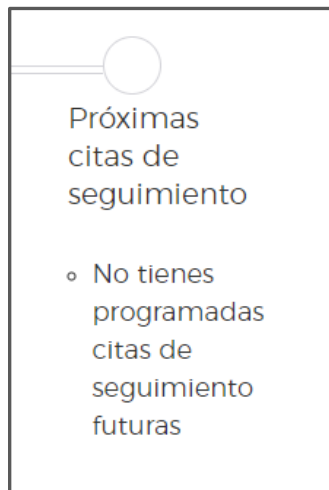 Próximas
citas de
seguimiento
No tienes
programadas
citas de
seguimiento
futuras